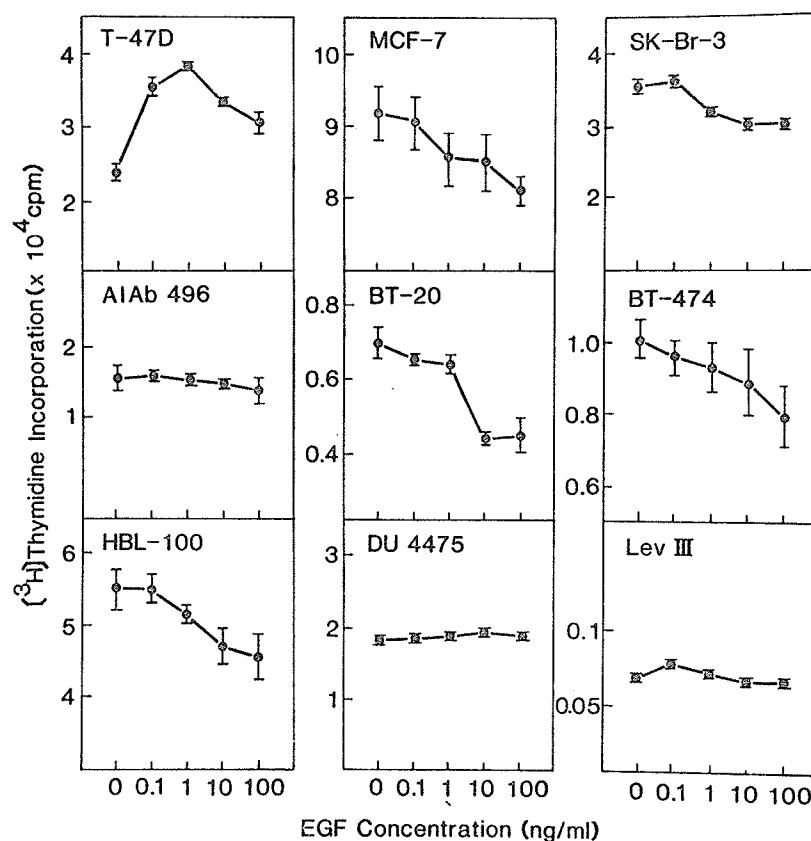 T-47D
4
3
2
MCF-7
10
9
8
SK-Br-3
4
3
2
AlAb 496
2
1
BT-20
0.8
0.6
0.4
BT-474
1.0
0.8
0.6
HBL-100
6
5
4
DU 4475
3
2
1
Lev III
0.1
0.05
0 0.1 1 10 100
0 0.1 1 10 100
0 0.1 1 10 100
(³H)Thymidine Incorporation (x 10⁴cpm)
EGF Concentration (ng/ml)